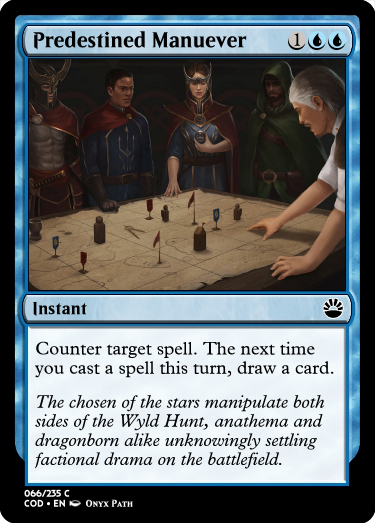 Predestined Manuever 1
Instant
Counter target spell. The next time
you cast a spell this turn, draw a card.
The chosen of the stars manipulate both
sides of the Wyld Hunt, anathema and
dragonborn alike unknowingly settling
factional drama on the battlefield.
066/235 C
COD • EN Onyx Path